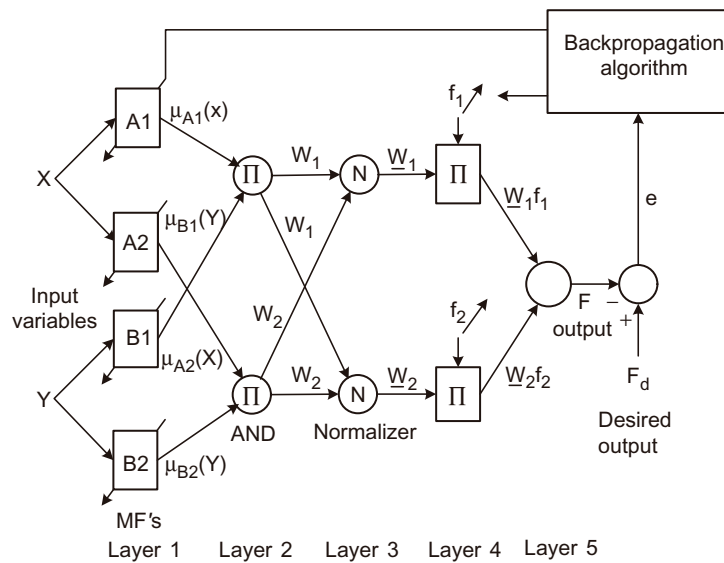 Backpropagation
algorithm
f₁
A1
μA1(x)
X
Π
W₁
N
W̲₁
Π
μB1(Y)
W₁
W̲₁f₁
e
A2
Input
variables
B1
μA2(X)
W₂
f₂
F
output
−
+
Y
Π
W₂
N
W̲₂
Π
W̲₂f₂
Fd
AND
Normalizer
Desired
output
B2
μB2(Y)
MF's
Layer 1
Layer 2
Layer 3
Layer 4
Layer 5